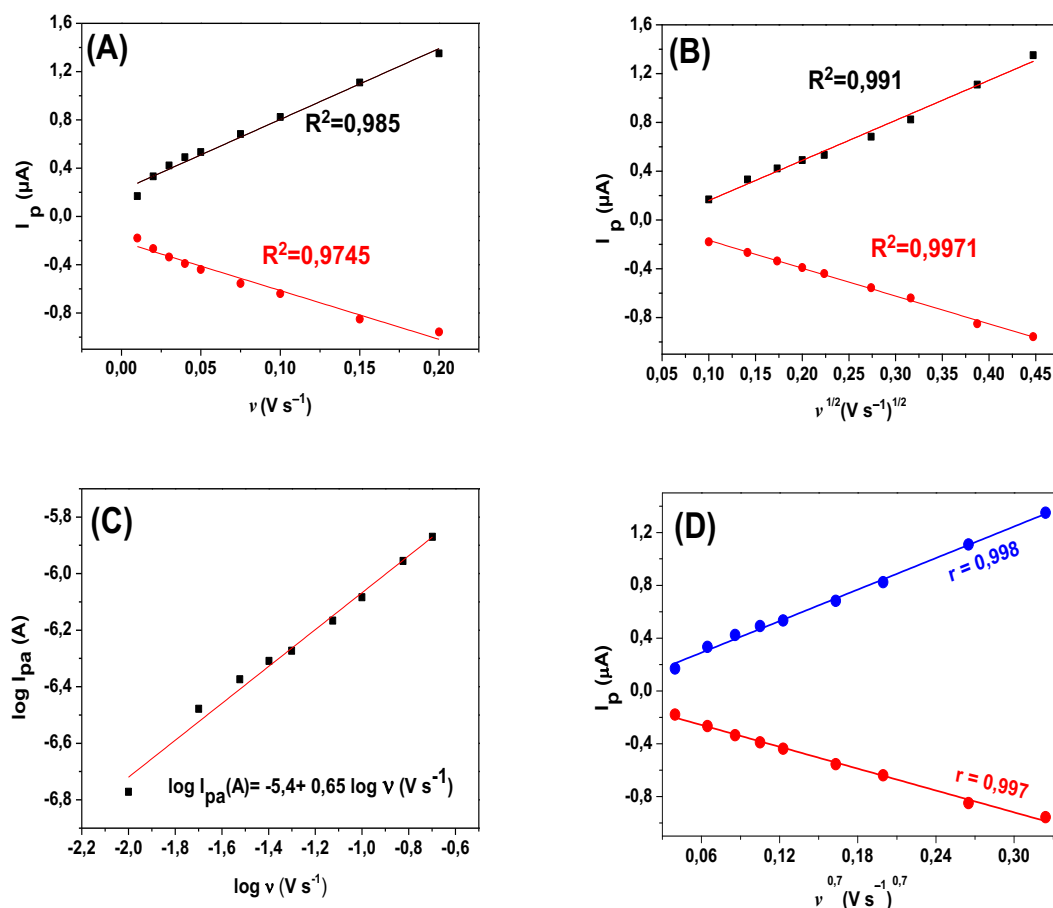 (A)
1,6
1,2
0,8
0,4
0,0
-0,4
-0,8
I p (µA)
R²=0,985
R²=0,9745
0,00 0,05 0,10 0,15 0,20
ν (V s⁻¹)
(B)
1,6
1,2
0,8
0,4
0,0
-0,4
-0,8
I p (µA)
R²=0,991
R²=0,9971
0,05 0,10 0,15 0,20 0,25 0,30 0,35 0,40 0,45
ν ¹/²(V s⁻¹)¹/²
(C)
-5,8
-6,0
-6,2
-6,4
-6,6
-6,8
log Ipa (A)
log Ipa(A)= -5,4+ 0,65 log ν (V s⁻¹)
-2,2 -2,0 -1,8 -1,6 -1,4 -1,2 -1,0 -0,8 -0,6
log ν (V s⁻¹)
(D)
1,2
0,8
0,4
0,0
-0,4
-0,8
I p (µA)
r = 0,998
r = 0,997
0,06 0,12 0,18 0,24 0,30
ν ⁰,⁷(V s⁻¹)⁰,⁷